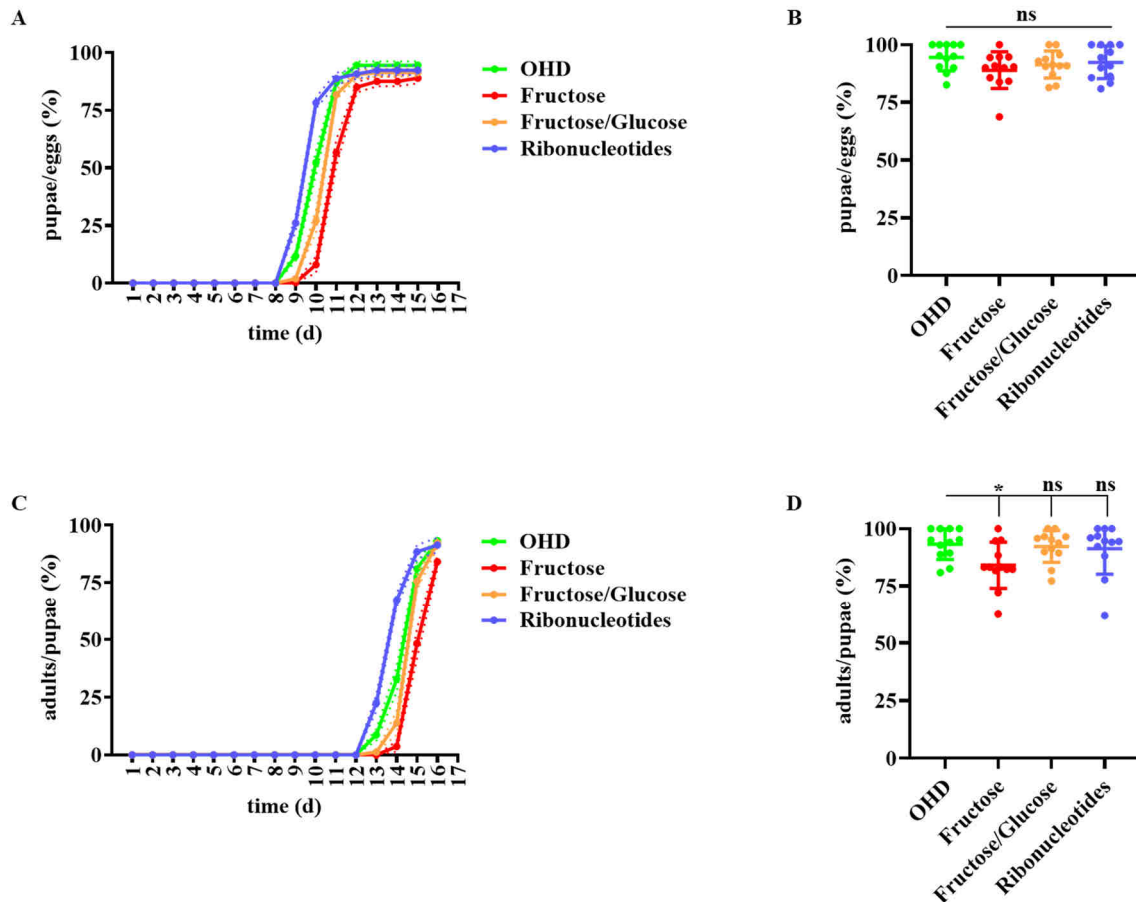 A
100
75
50
25
0
pupae/eggs (%)
1 2 3 4 5 6 7 8 9 10 11 12 13 14 15 16 17
time (d)
OHD
Fructose
Fructose/Glucose
Ribonucleotides
B
ns
100
75
50
25
0
pupae/eggs (%)
OHD
Fructose
Fructose/Glucose
Ribonucleotides
C
100
75
50
25
0
adults/pupae (%)
1 2 3 4 5 6 7 8 9 10 11 12 13 14 15 16 17
time (d)
OHD
Fructose
Fructose/Glucose
Ribonucleotides
D
* ns ns
100
75
50
25
0
adults/pupae (%)
OHD
Fructose
Fructose/Glucose
Ribonucleotides